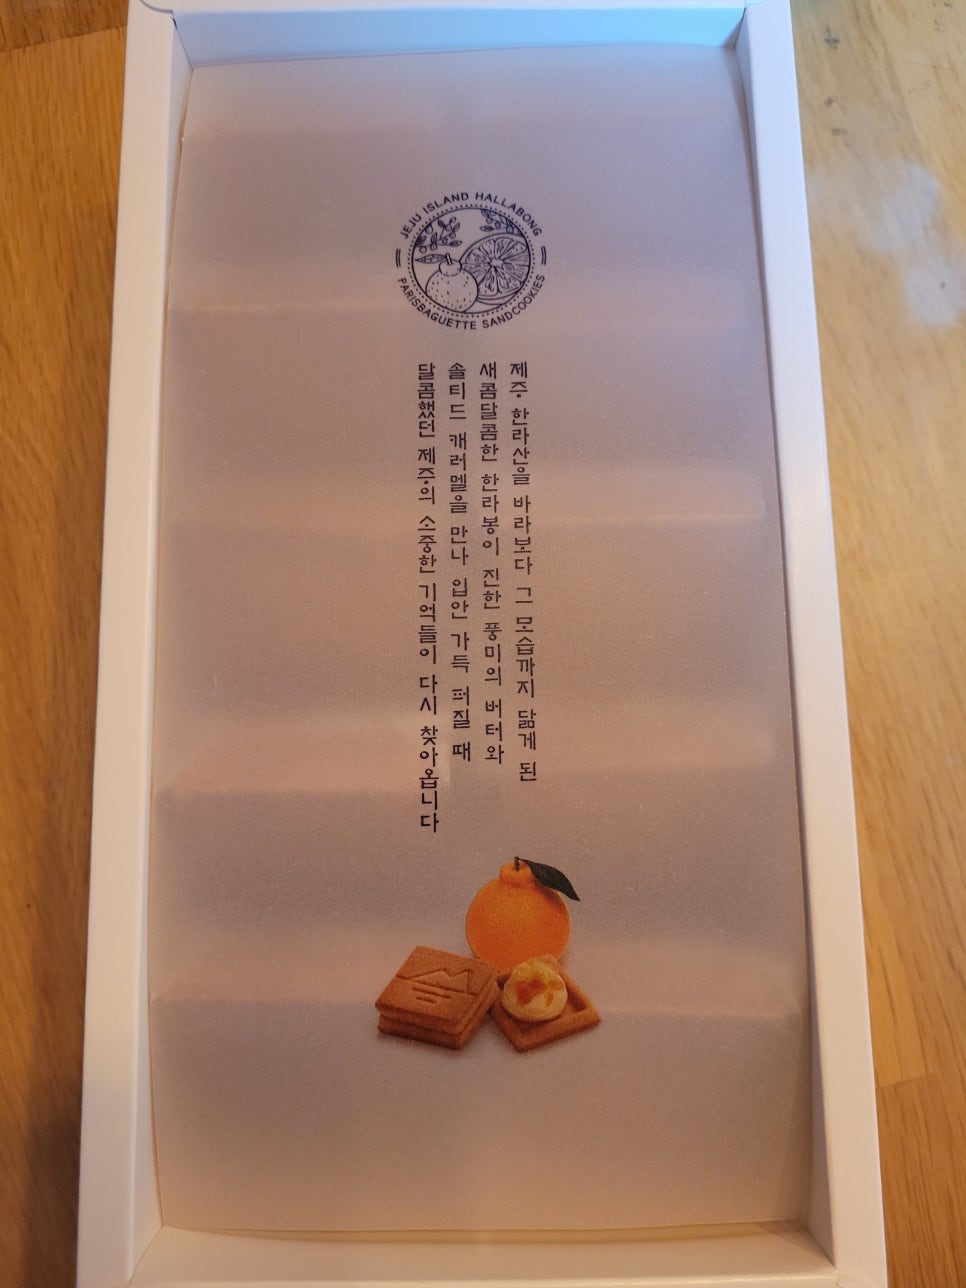 JEJU ISLAND HALLABONG
PARISBAGUETTE SANDCOOKIES
제주 한라산을 바라보다 그 모습까지 닮게 된
새콤달콤한 한라봉이 진한 풍미의 버터와
솔티드 캐러멜을 만나 입안 가득 퍼질 때
달콤했던 제주의 소중한 기억들이 다시 찾아옵니다